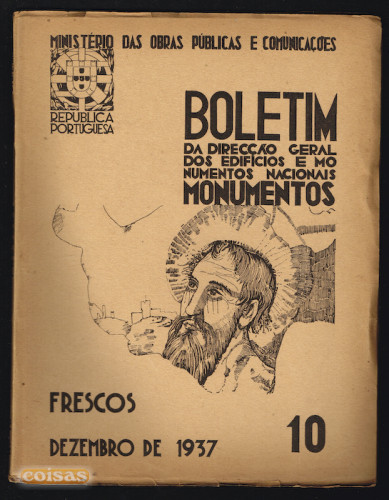 MINISTÉRIO DAS OBRAS PÚBLICAS E COMUNICAÇÕES
REPUBLICA
PORTUGUESA
BOLETIM
DA DIRECÇÃO GERAL
DOS EDIFÍCIOS E MO
NUMENTOS NACIONAIS
MONUMENTOS
FRESCOS
DEZEMBRO DE 1937
10
coisas